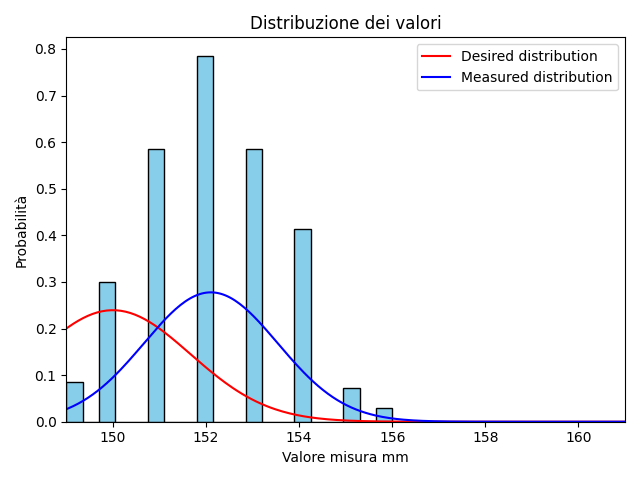 Distribuzione dei valori
Desired distribution
Measured distribution
Probabilità
0.8
0.7
0.6
0.5
0.4
0.3
0.2
0.1
0.0
150 152 154 156 158 160
Valore misura mm